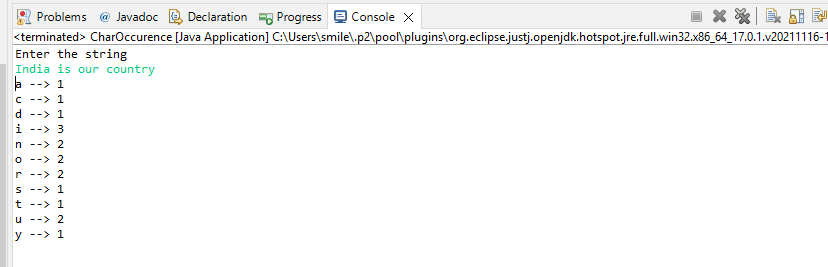 Problems @ Javadoc Declaration Progress Console
<terminated> CharOccurence [Java Application] C:\Users\smile\.p2\pool\plugins\org.eclipse.justj.openjdk.hotspot.jre.full.win32.x86_64_17.0.1.v20211116-1
Enter the string
India is our country
a --> 1
c --> 1
d --> 1
i --> 3
n --> 2
o --> 2
r --> 2
s --> 1
t --> 1
u --> 2
y --> 1